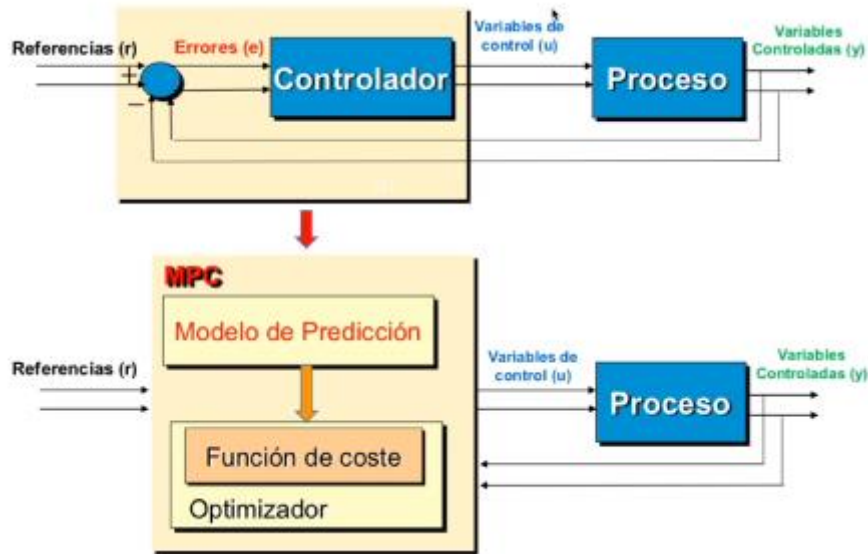 Variables de
control (u)
Variables
Controladas (y)
Referencias (r)
Errores (e)
+
−
Controlador
Proceso
MPC
Modelo de Predicción
Referencias (r)
Variables de
control (u)
Variables
Controladas (y)
Proceso
Función de coste
Optimizador